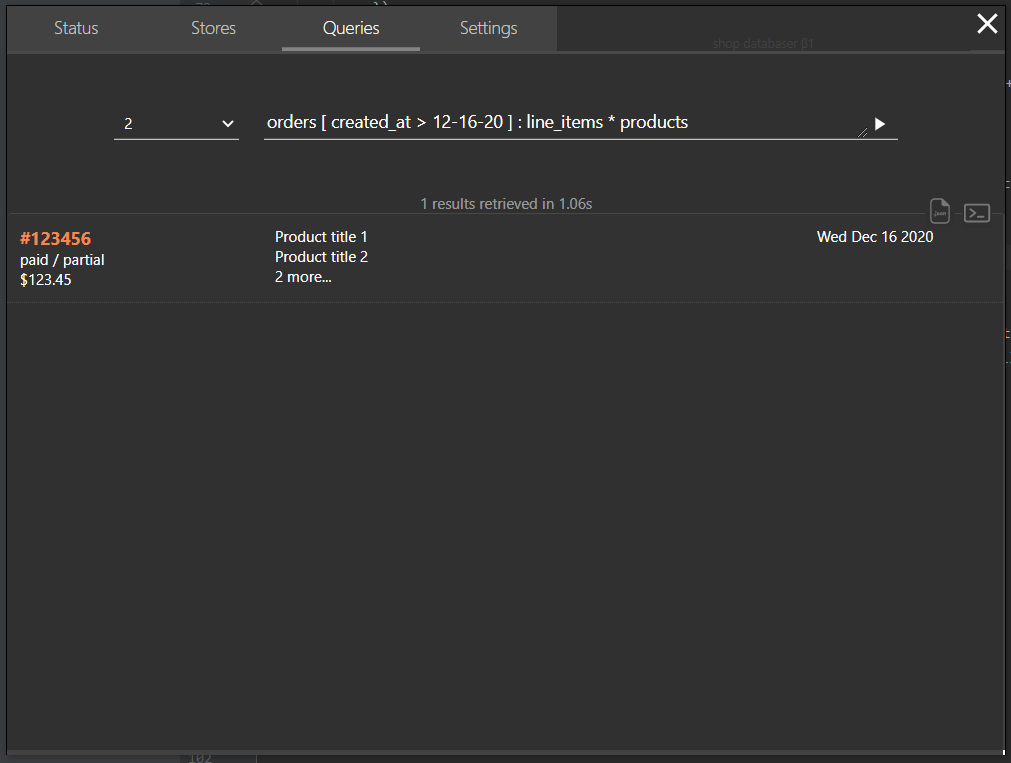 Status Stores Queries Settings
shop databaser β1
2
orders [ created_at > 12-16-20 ] : line_items * products
1 results retrieved in 1.06s
.json
#123456
paid / partial
$123.45
Product title 1
Product title 2
2 more...
Wed Dec 16 2020
102